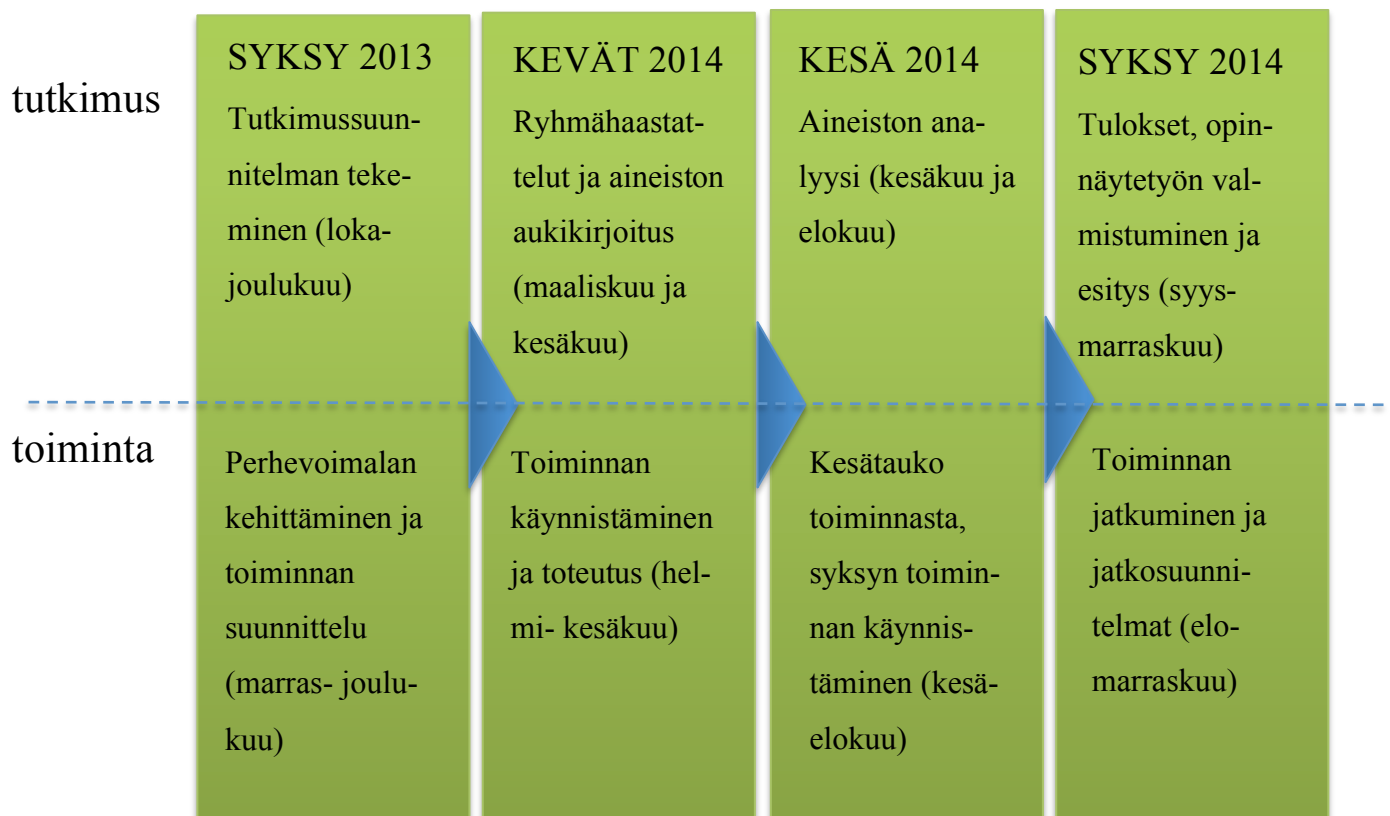 tutkimus
SYKSY 2013
Tutkimussuun-
nitelman teke-
minen (loka-
joulukuu)
KEVÄT 2014
Ryhmähaastat-
telut ja aineiston
aukikirjoitus
(maaliskuu ja
kesäkuu)
KESÄ 2014
Aineiston ana-
lyysi (kesäkuu ja
elokuu)
SYKSY 2014
Tulokset, opin-
näytetyön val-
mistuminen ja
esitys (syys-
marraskuu)
toiminta
Perhevoimalan
kehittäminen ja
toiminnan
suunnittelu
(marras- joulu-
kuu)
Toiminnan
käynnistäminen
ja toteutus (hel-
mi- kesäkuu)
Kesätauko
toiminnasta,
syksyn toimin-
nan käynnis-
täminen (kesä-
elokuu)
Toiminnan
jatkuminen ja
jatkosuunni-
telmat (elo-
marraskuu)